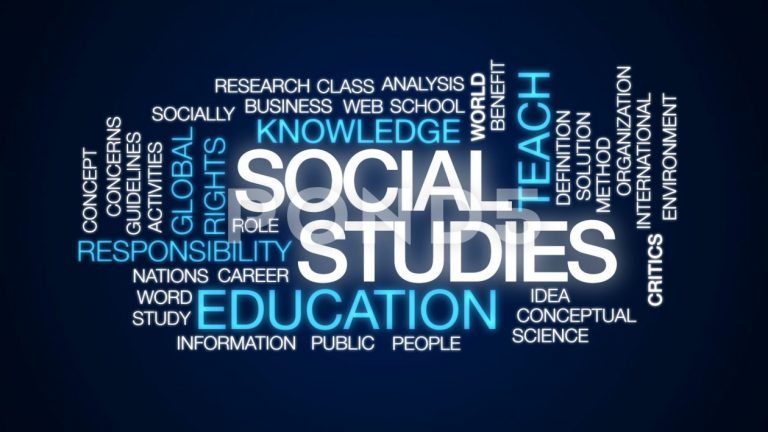 RESEARCH CLASS ANALYSIS
SOCIALLY BUSINESS WEB SCHOOL
KNOWLEDGE
WORLD
BENEFIT
TEACH
CONCEPT
CONCERNS
GUIDELINES
ACTIVITIES
GLOBAL
RIGHTS
SOCIAL
STUDIES
POND5
ROLE
RESPONSIBILITY
NATIONS CAREER
WORD
STUDY
EDUCATION
INFORMATION PUBLIC PEOPLE
DEFINITION
SOLUTION
METHOD
ORGANIZATION
INTERNATIONAL
ENVIRONMENT
CRITICS
IDEA
CONCEPTUAL
SCIENCE